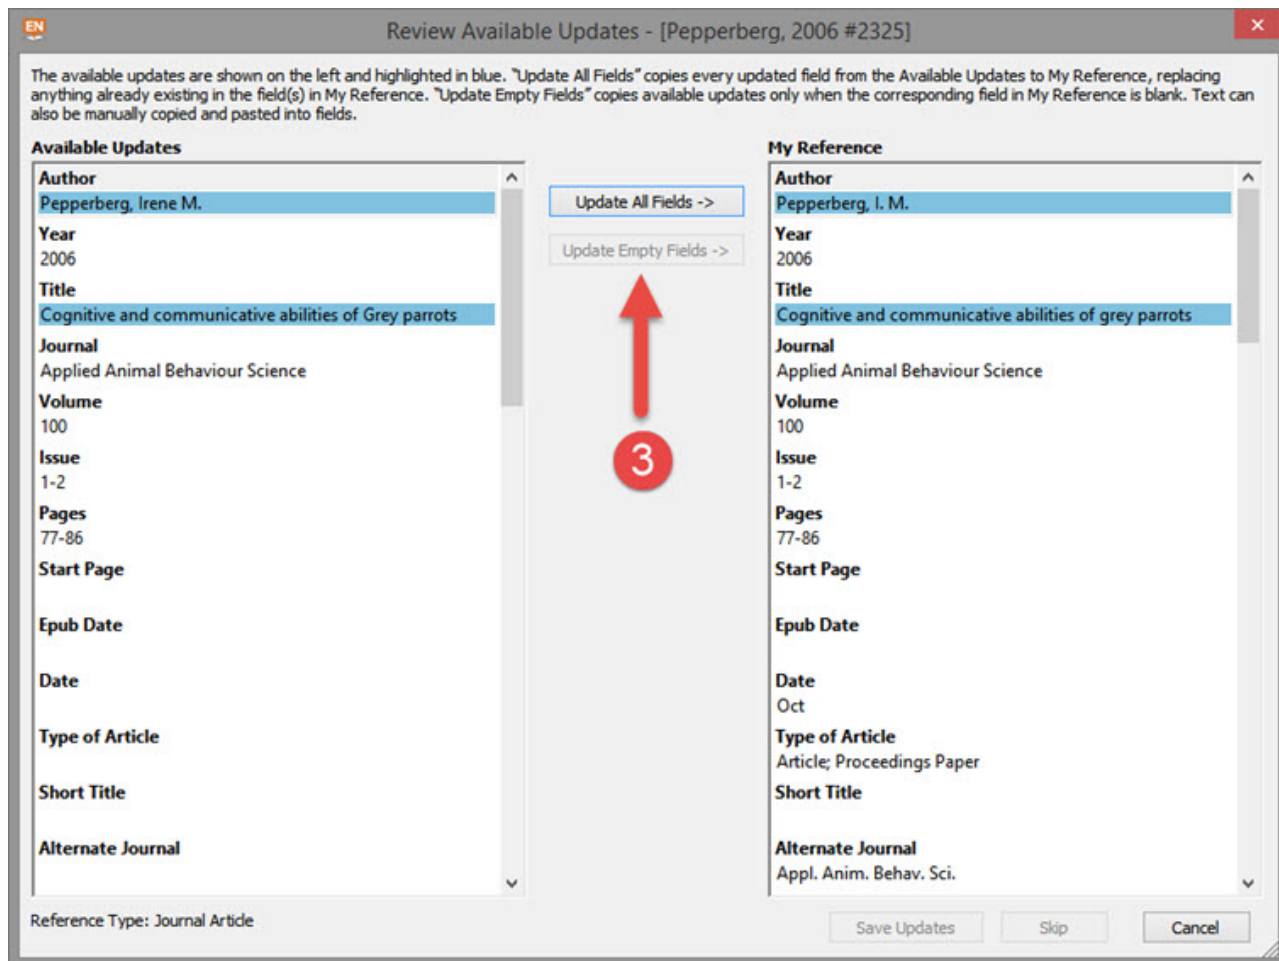 EN
Review Available Updates - [Pepperberg, 2006 #2325]
The available updates are shown on the left and highlighted in blue. "Update All Fields" copies every updated field from the Available Updates to My Reference, replacing
anything already existing in the field(s) in My Reference. "Update Empty Fields" copies available updates only when the corresponding field in My Reference is blank. Text can
also be manually copied and pasted into fields.
Available Updates
Author
Pepperberg, Irene M.
Year
2006
Title
Cognitive and communicative abilities of Grey parrots
Journal
Applied Animal Behaviour Science
Volume
100
Issue
1-2
Pages
77-86
Start Page
Epub Date
Date
Type of Article
Short Title
Alternate Journal
Update All Fields ->
Update Empty Fields ->
3
My Reference
Author
Pepperberg, I. M.
Year
2006
Title
Cognitive and communicative abilities of grey parrots
Journal
Applied Animal Behaviour Science
Volume
100
Issue
1-2
Pages
77-86
Start Page
Epub Date
Date
Oct
Type of Article
Article; Proceedings Paper
Short Title
Alternate Journal
Appl. Anim. Behav. Sci.
Reference Type: Journal Article
Save Updates
Skip
Cancel